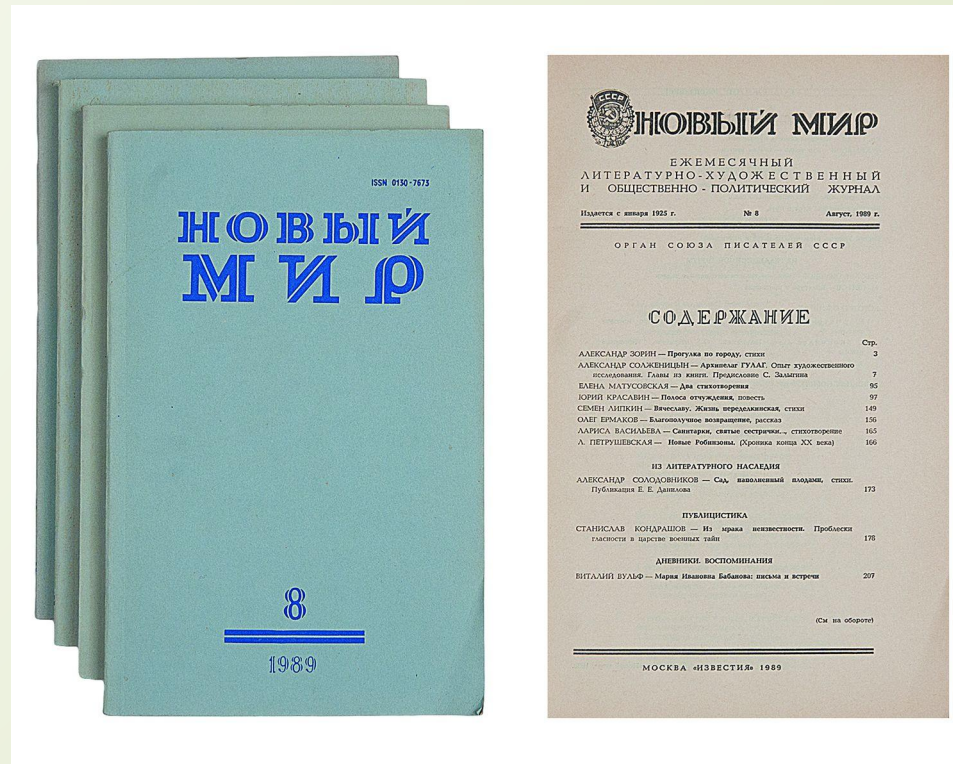 ISSN 0130-7673
НОВЫЙ
МИР
8
1989
СССР
НОВЫЙ МИР
ЕЖЕМЕСЯЧНЫЙ
ЛИТЕРАТУРНО-ХУДОЖЕСТВЕННЫЙ
И ОБЩЕСТВЕННО-ПОЛИТИЧЕСКИЙ ЖУРНАЛ
Издается с января 1925 г. № 8 Август, 1989 г.
ОРГАН СОЮЗА ПИСАТЕЛЕЙ СССР
СОДЕРЖАНИЕ
Стр.
АЛЕКСАНДР ЗОРИН — Прогулка по городу, стихи 3
АЛЕКСАНДР СОЛЖЕНИЦЫН — Архипелаг ГУЛАГ. Опыт художественного
исследования. Главы из книги. Предисловие С. Залыгина 7
ЕЛЕНА МАТУСОВСКАЯ — Два стихотворения 95
ЮРИЙ КРАСАВИН — Полоса отчуждения, повесть 97
СЕМЕН ЛИПКИН — Вячеславу. Жизнь переделкинская, стихи 149
ОЛЕГ ЕРМАКОВ — Благополучное возвращение, рассказ 156
ЛАРИСА ВАСИЛЬЕВА — Санитарки, святые сестрички..., стихотворение 165
Л. ПЕТРУШЕВСКАЯ — Новые Робинзоны. (Хроника конца XX века) 166
ИЗ ЛИТЕРАТУРНОГО НАСЛЕДИЯ
АЛЕКСАНДР СОЛОДОВНИКОВ — Сад, наполненный плодами, стихи.
Публикация Е. Е. Данилова 173
ПУБЛИЦИСТИКА
СТАНИСЛАВ КОНДРАШОВ — Из мрака неизвестности. Проблески
гласности в царстве военных тайн 178
ДНЕВНИКИ. ВОСПОМИНАНИЯ
ВИТАЛИЙ ВУЛЬФ — Мария Ивановна Бабанова: письма и встречи 207
(См на обороте)
МОСКВА «ИЗВЕСТИЯ» 1989